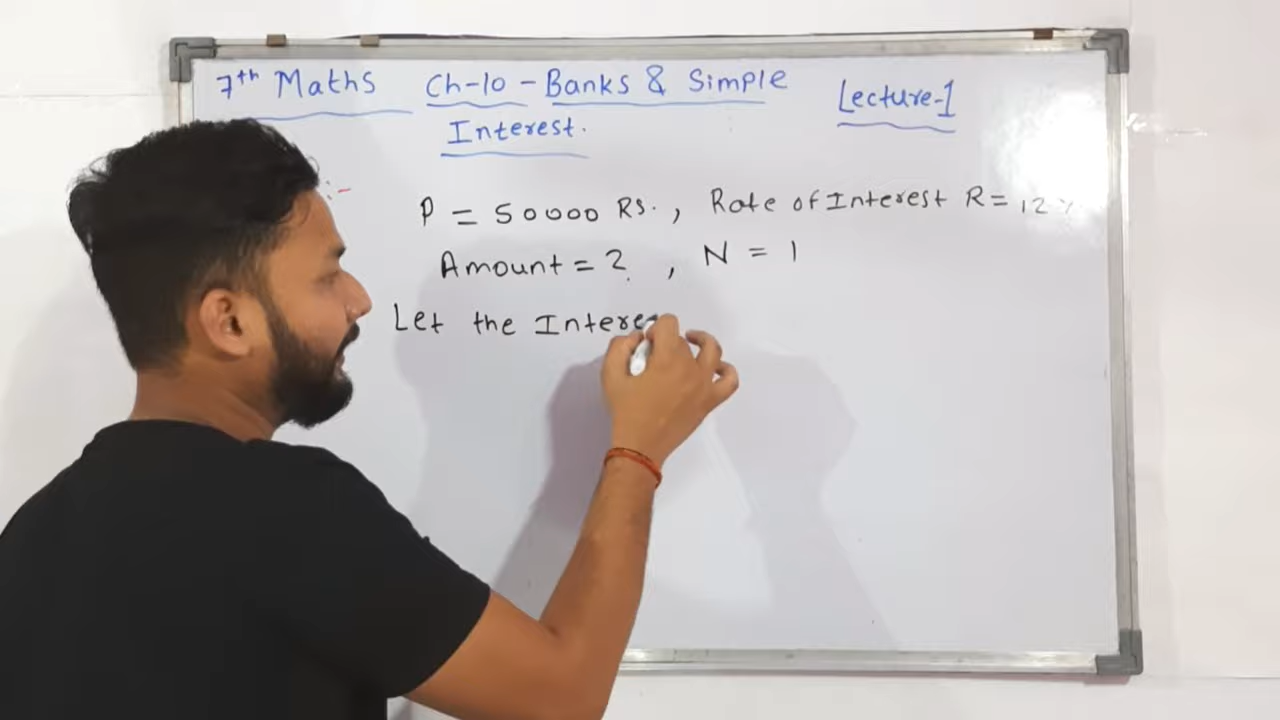 7th Maths Ch-10 - Banks & Simple Interest. Lecture-1
:-
P = 50000 Rs., Rate of Interest R = 12%
Amount = ? , N = 1
Let the Intere